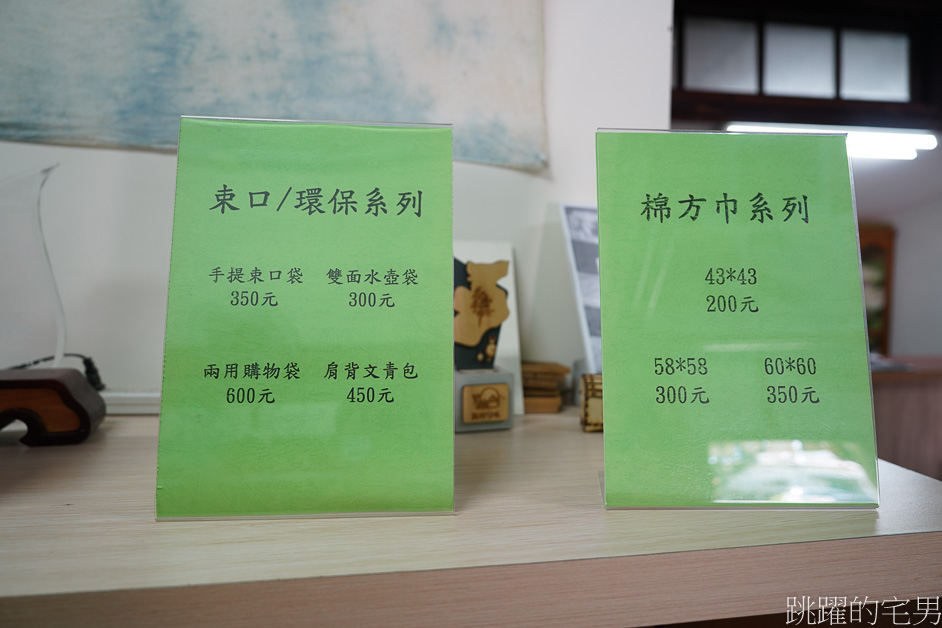 束口/環保系列
手提束口袋 雙面水壺袋
350元 300元
兩用購物袋 肩背文青包
600元 450元
棉方巾系列
43*43
200元
58*58 60*60
300元 350元
跳躍的宅男